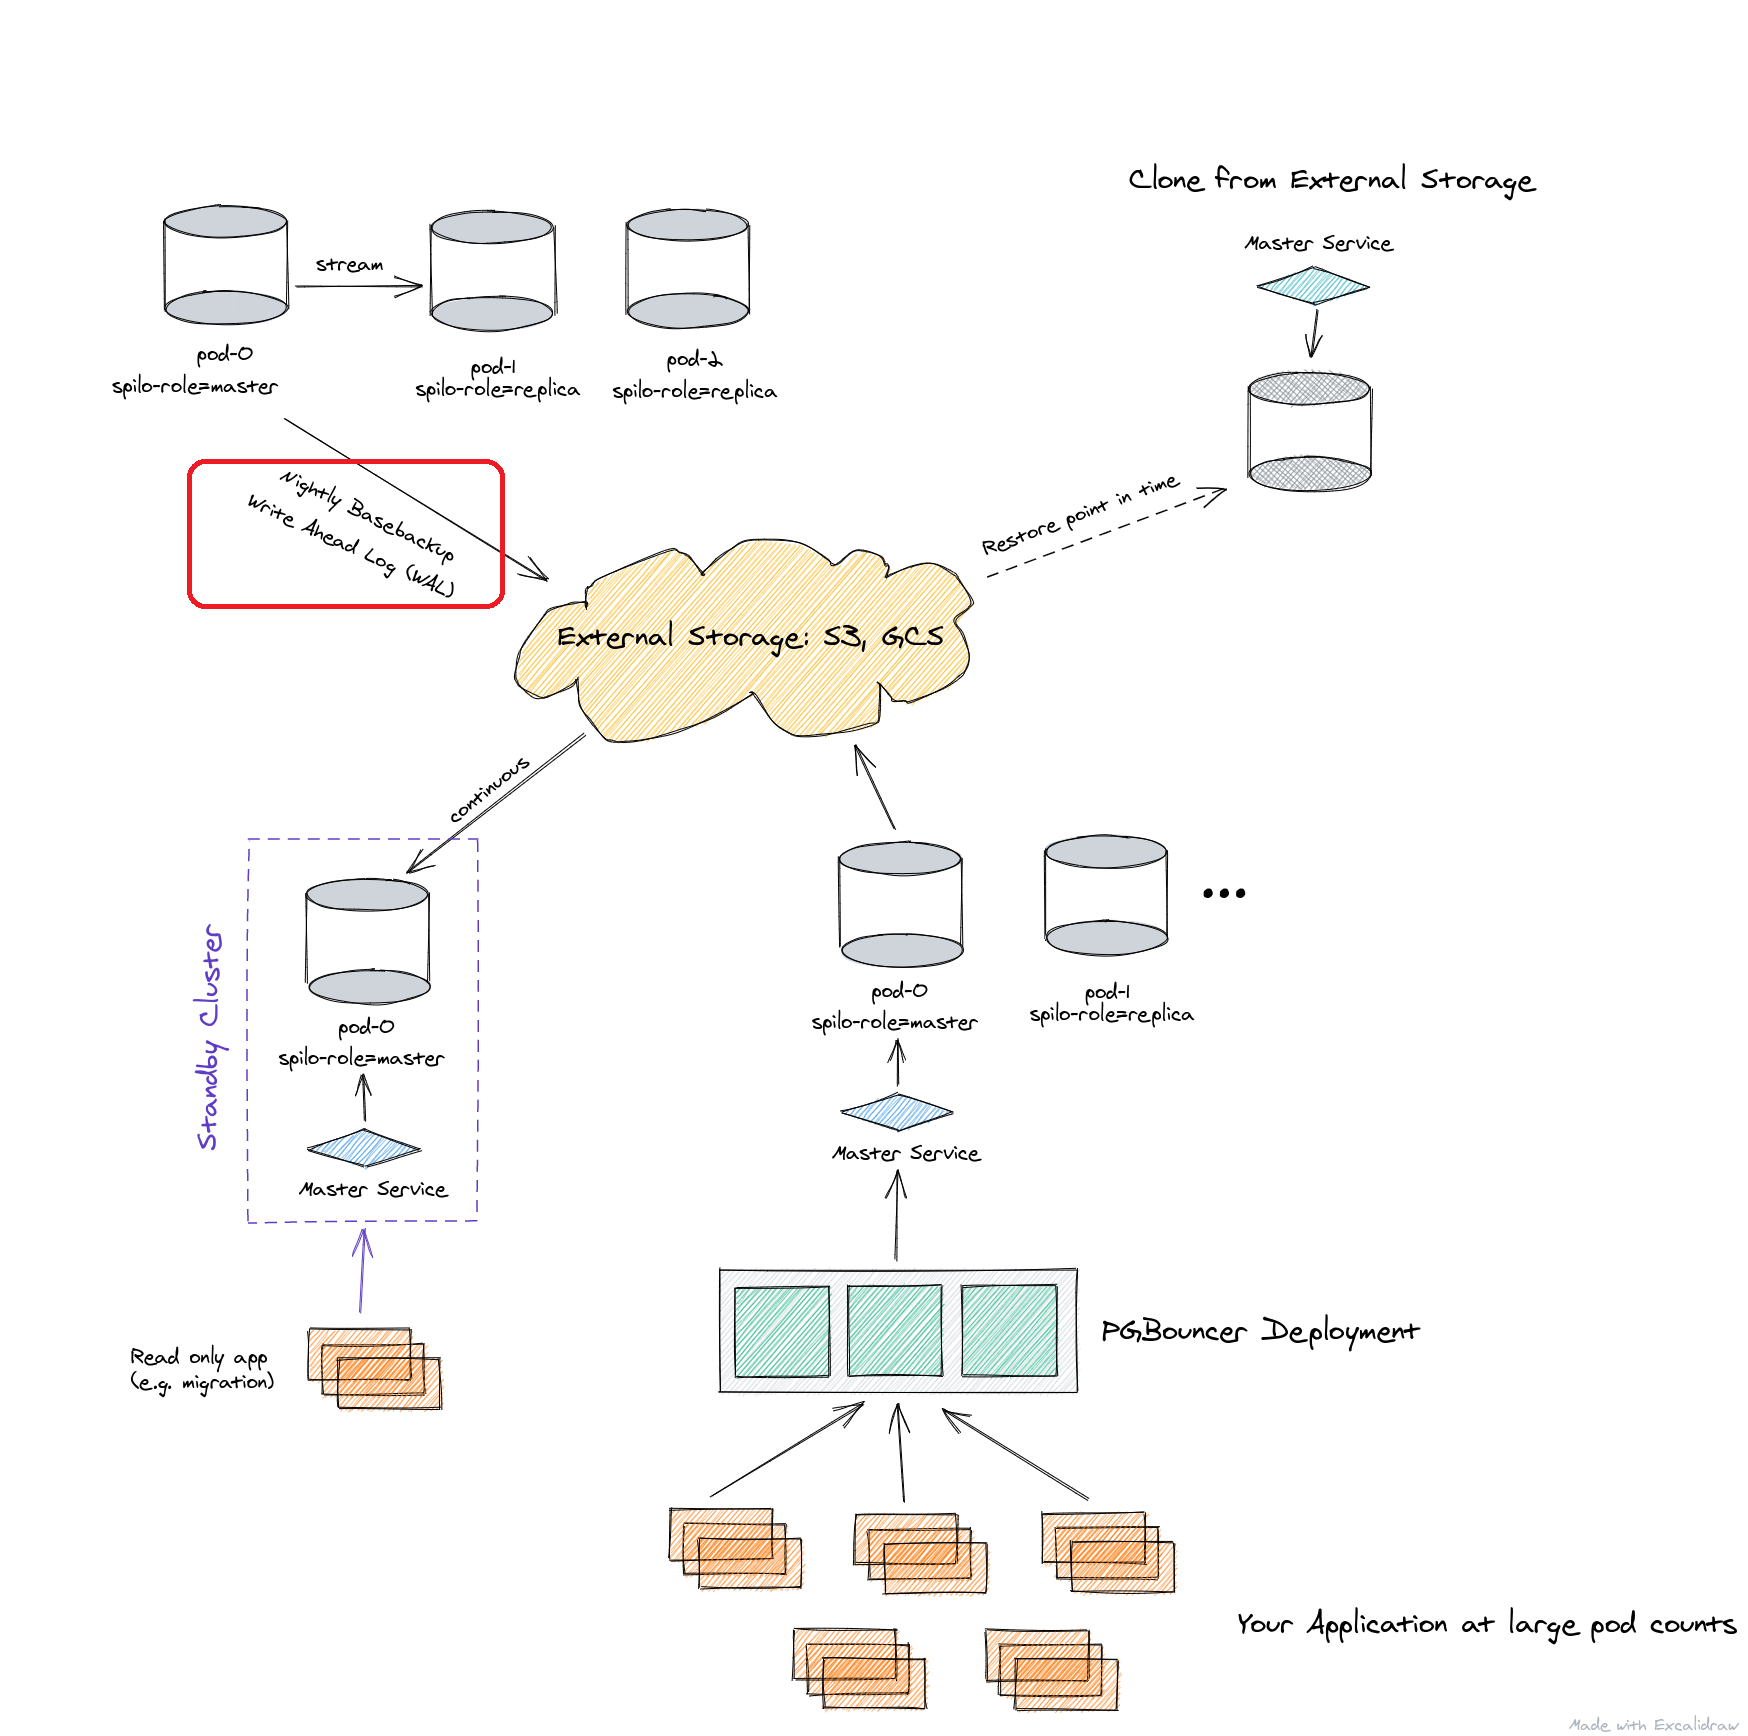 Clone from External Storage
Master Service
stream
pod-0
spilo-role=master
pod-1
spilo-role=replica
pod-2
spilo-role=replica
Nightly Basebackup
Write Ahead Log (WAL)
Restore point in time
External Storage: S3, GCS
continuous
Standby Cluster
pod-0
spilo-role=master
Master Service
pod-0
spilo-role=master
pod-1
spilo-role=replica
...
Master Service
Read only app
(e.g. migration)
PGBouncer Deployment
Your Application at large pod counts
Made with Excalidraw